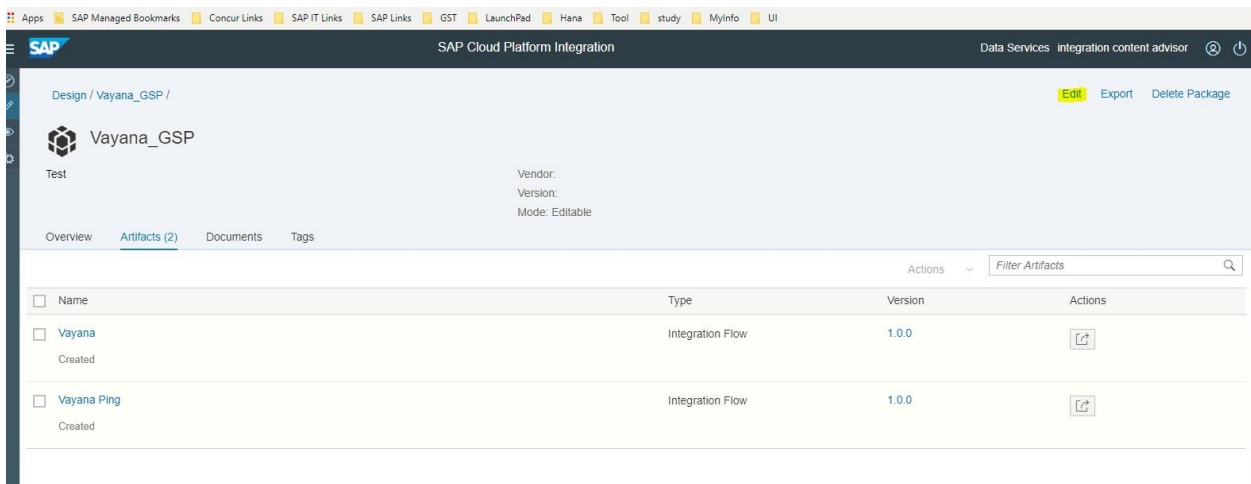 Apps SAP Managed Bookmarks Concur Links SAP IT Links SAP Links GST LaunchPad Hana Tool study MyInfo UI
SAP SAP Cloud Platform Integration Data Services integration content advisor
Design / Vayana_GSP / Edit Export Delete Package
Vayana_GSP
Test Vendor:
Version:
Mode: Editable
Overview Artifacts (2) Documents Tags
Actions Filter Artifacts
Name Type Version Actions
Vayana Integration Flow 1.0.0
Created
Vayana Ping Integration Flow 1.0.0
Created